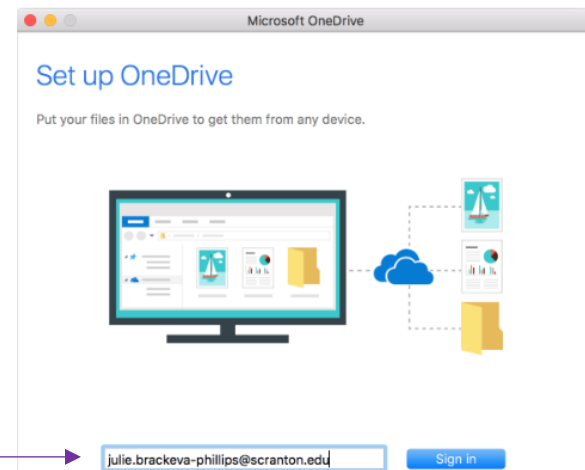 Microsoft OneDrive
Set up OneDrive
Put your files in OneDrive to get them from any device.
julie.brackeva-phillips@scranton.edu
Sign in